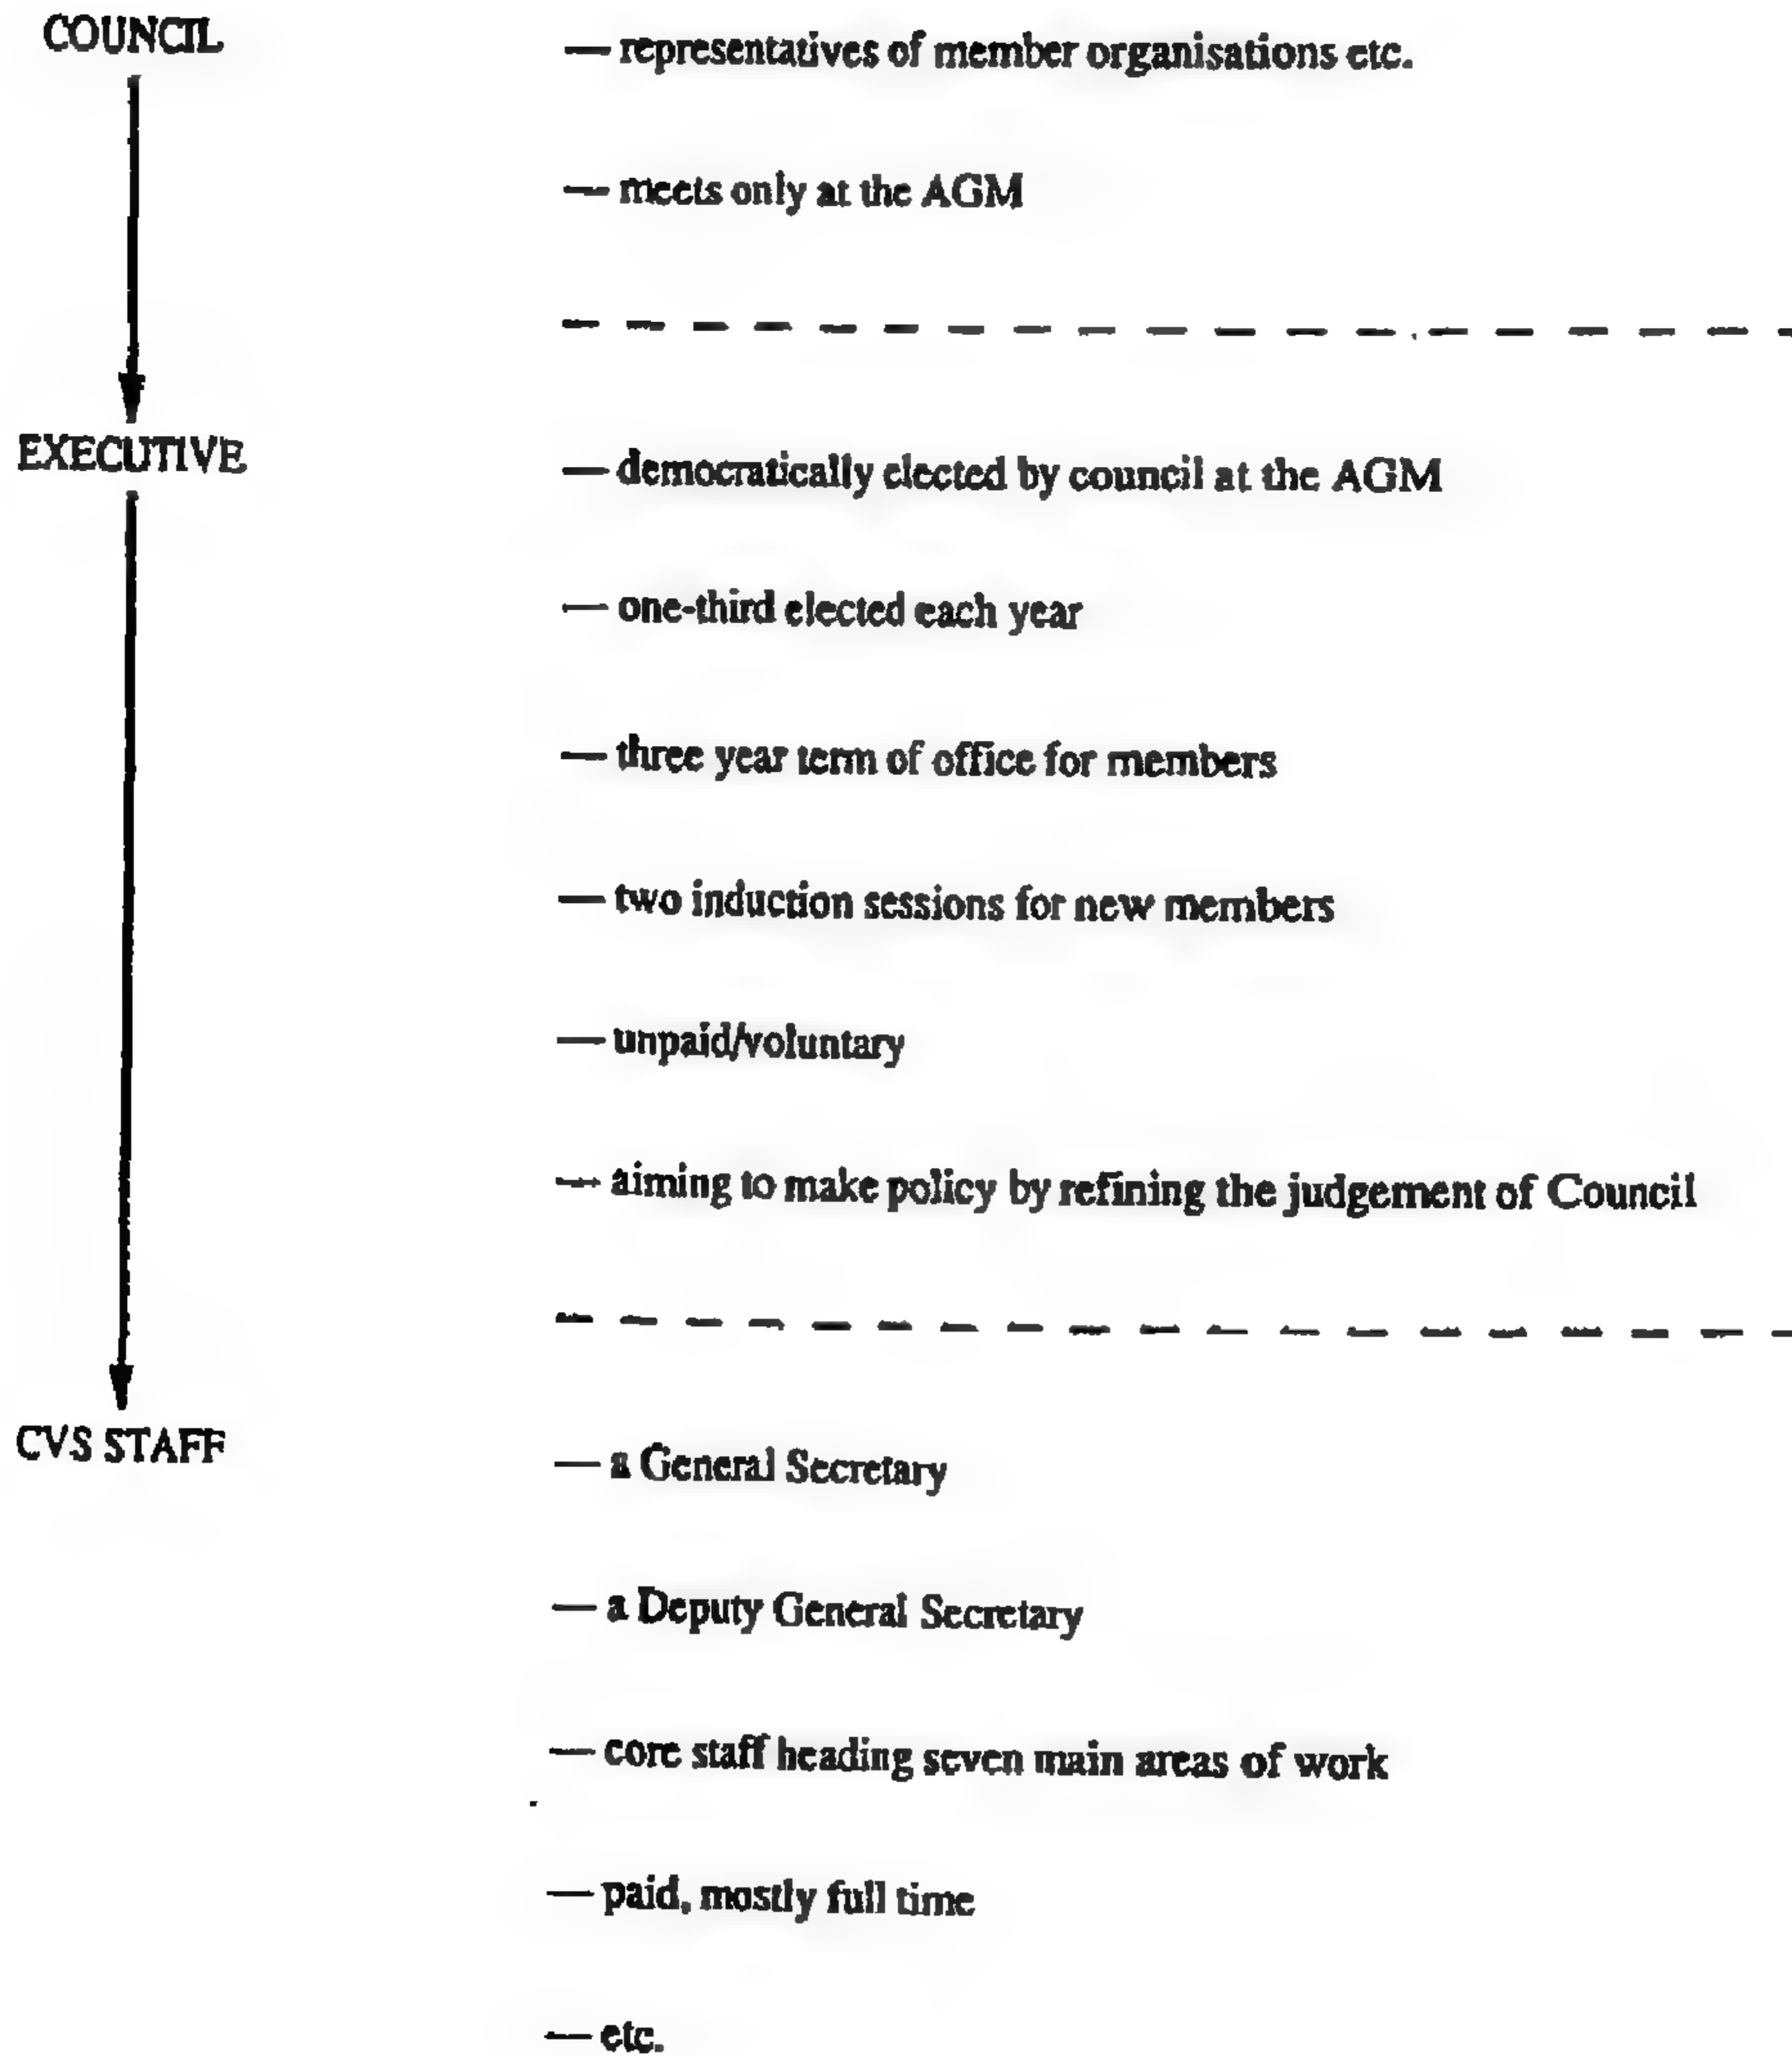 COUNCIL
— representatives of member organisations etc.
— meets only at the AGM
EXECUTIVE
— democratically elected by council at the AGM
— one-third elected each year
— three year term of office for members
— two induction sessions for new members
— unpaid/voluntary
— aiming to make policy by refining the judgement of Council
CVS STAFF
— a General Secretary
— a Deputy General Secretary
— core staff heading seven main areas of work
— paid, mostly full time
— etc.